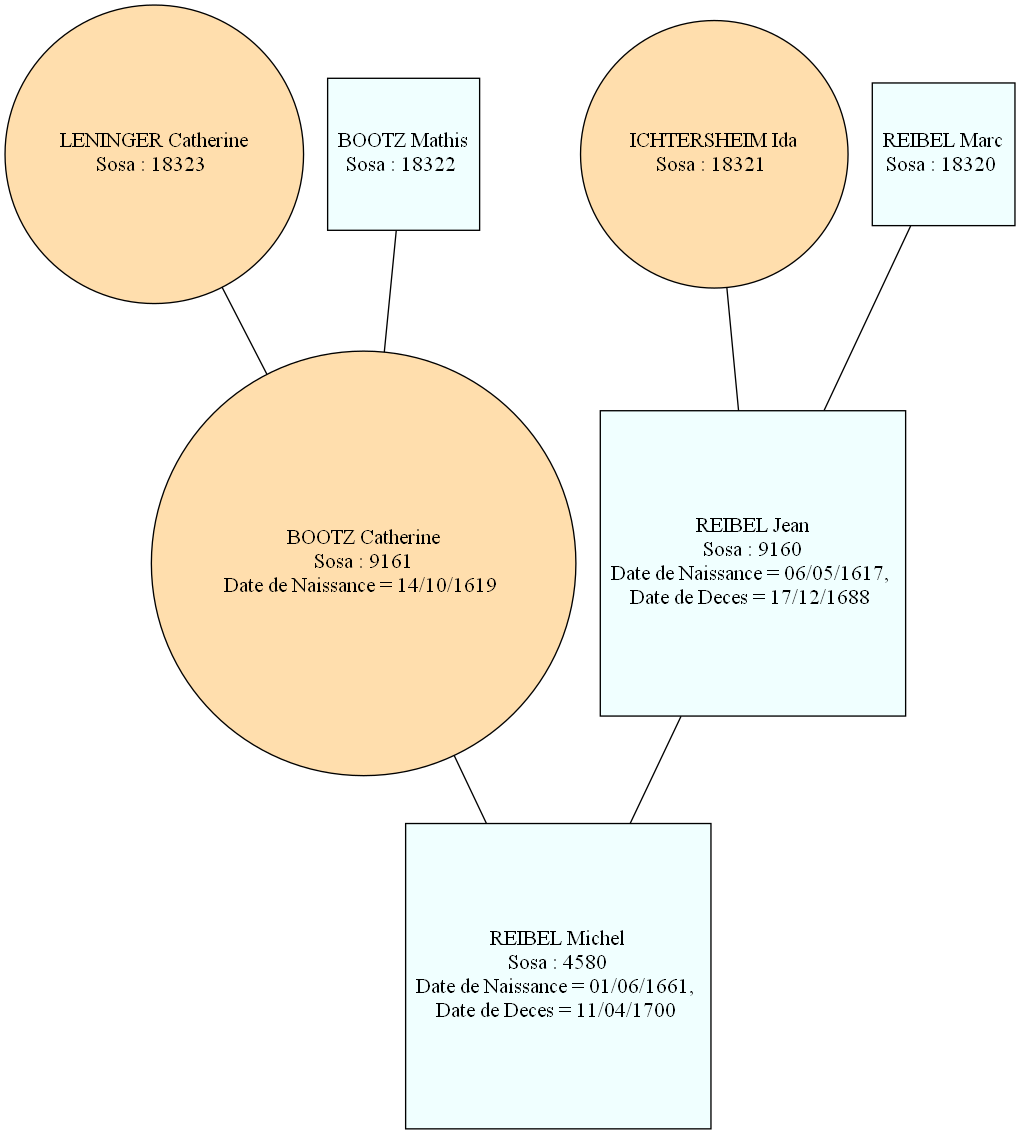 LENINGER Catherine
Sosa : 18323
BOOTZ Mathis
Sosa : 18322
ICHTERSHEIM Ida
Sosa : 18321
REIBEL Marc
Sosa : 18320
BOOTZ Catherine
Sosa : 9161
Date de Naissance = 14/10/1619
REIBEL Jean
Sosa : 9160
Date de Naissance = 06/05/1617,
Date de Deces = 17/12/1688
REIBEL Michel
Sosa : 4580
Date de Naissance = 01/06/1661,
Date de Deces = 11/04/1700